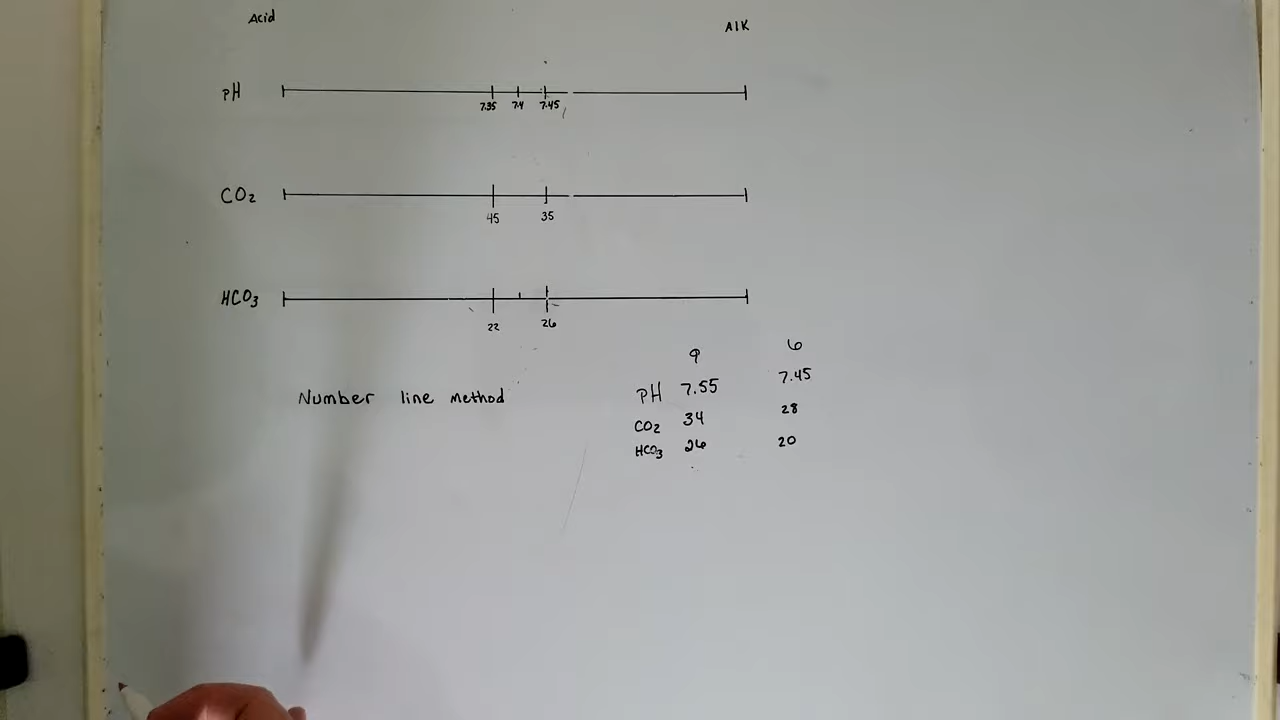 Acid
Alk
pH
7.35 7.4 7.45
CO2
45 35
HCO3
22 26
Number line method
9 6
pH 7.55 7.45
CO2 34 28
HCO3 26 20